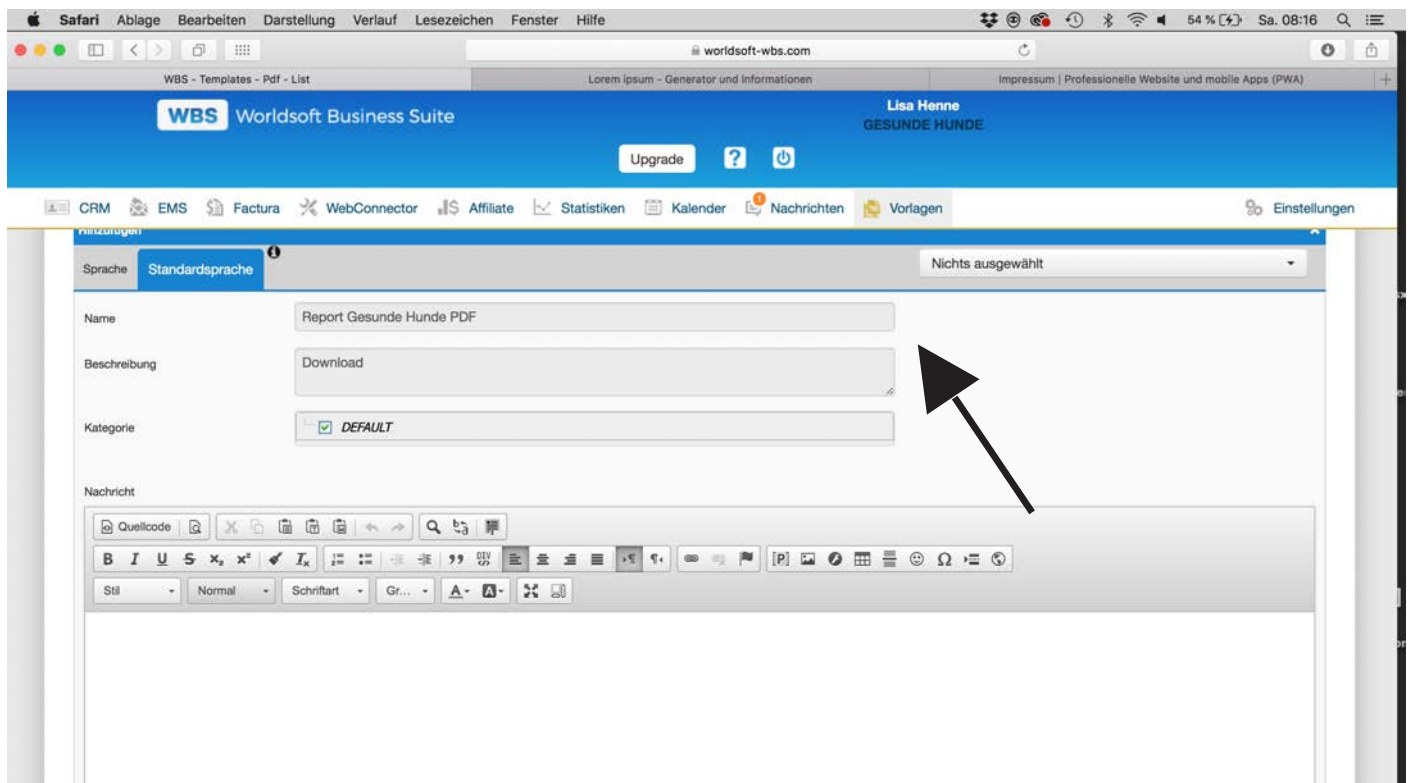 Safari Ablage Bearbeiten Darstellung Verlauf Lesezeichen Fenster Hilfe 54 % Sa. 08:16
worldsoft-wbs.com
WBS - Templates - Pdf - List Lorem ipsum - Generator und Informationen Impressum | Professionelle Website und mobile Apps (PWA)
WBS Worldsoft Business Suite Lisa Henne
GESUNDE HUNDE
Upgrade ?
CRM EMS Factura WebConnector Affiliate Statistiken Kalender 1 Nachrichten Vorlagen Einstellungen
Hinzufügen
Sprache Standardsprache Nichts ausgewählt
Name Report Gesunde Hunde PDF
Beschreibung Download
Kategorie DEFAULT
Nachricht
Quellcode
Stil Normal Schriftart Gr...